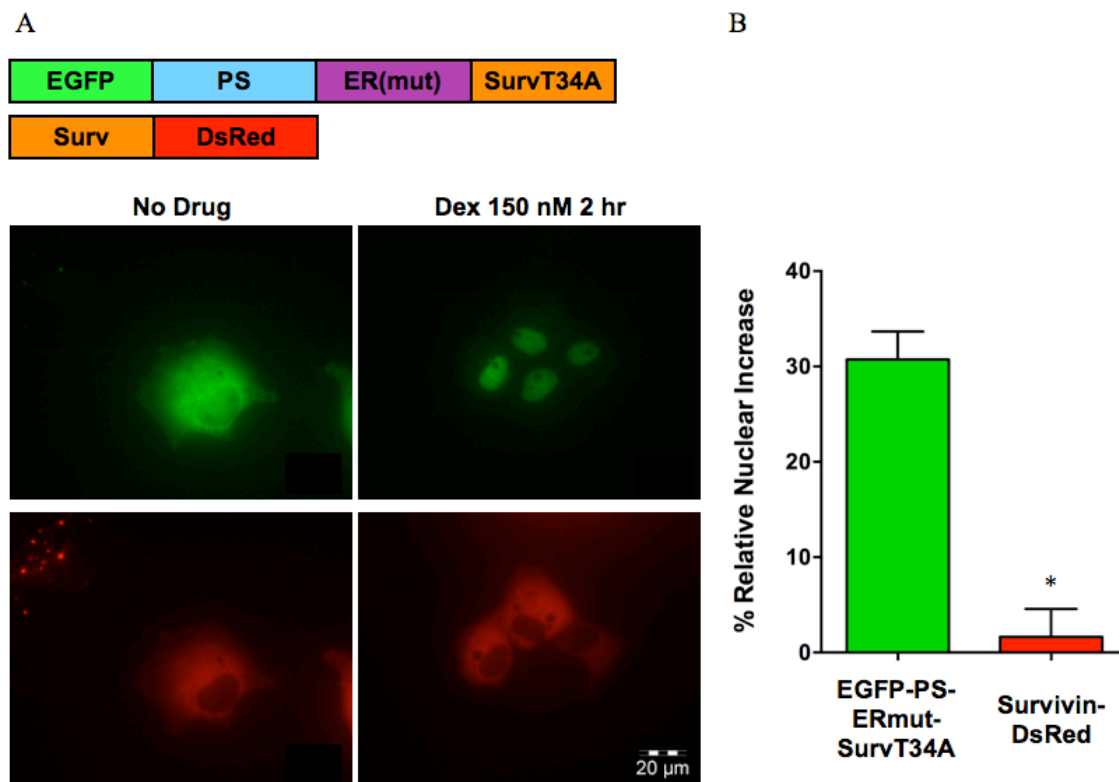 A
B
EGFP PS ER(mut) SurvT34A
Surv DsRed
No Drug
Dex 150 nM 2 hr
20 µm
% Relative Nuclear Increase
40
30
20
10
0
*
EGFP-PS-
ERmut-
SurvT34A
Survivin-
DsRed